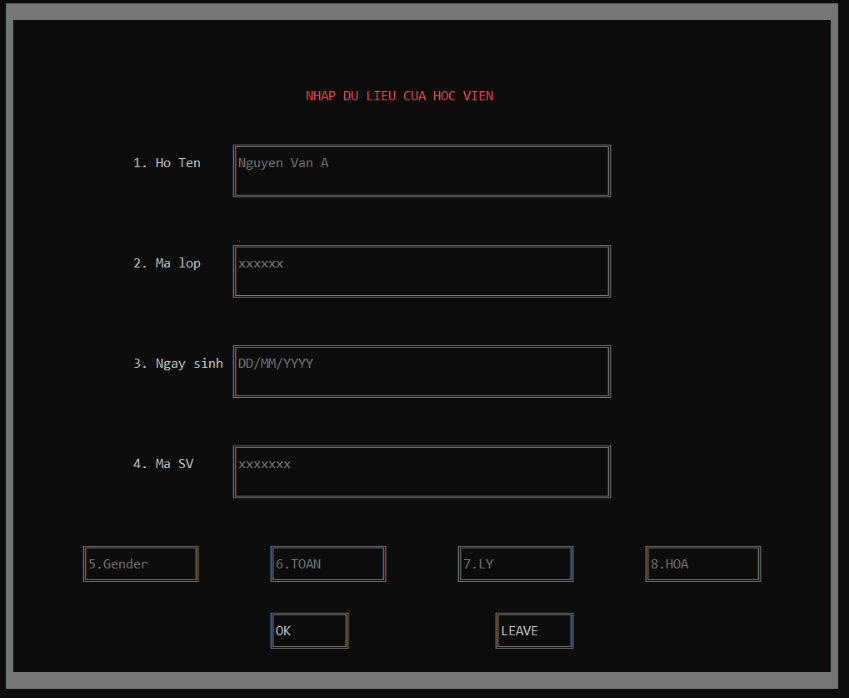 NHAP DU LIEU CUA HOC VIEN
1. Ho Ten Nguyen Van A
2. Ma lop xxxxxx
3. Ngay sinh DD/MM/YYYY
4. Ma SV xxxxxxx
5.Gender 6.TOAN 7.LY 8.HOA
OK LEAVE